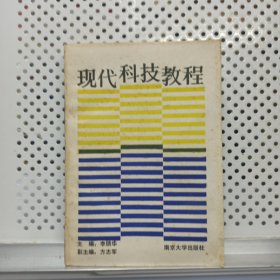 现代科技教程
主编：李朝华
副主编：方志军
南京大学出版社